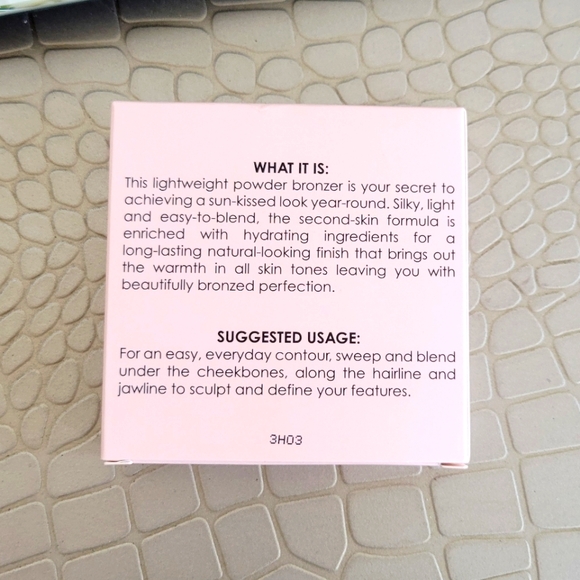 WHAT IT IS:
This lightweight powder bronzer is your secret to
achieving a sun-kissed look year-round. Silky, light
and easy-to-blend, the second-skin formula is
enriched with hydrating ingredients for a
long-lasting natural-looking finish that brings out
the warmth in all skin tones leaving you with
beautifully bronzed perfection.
SUGGESTED USAGE:
For an easy, everyday contour, sweep and blend
under the cheekbones, along the hairline and
jawline to sculpt and define your features.
3H03